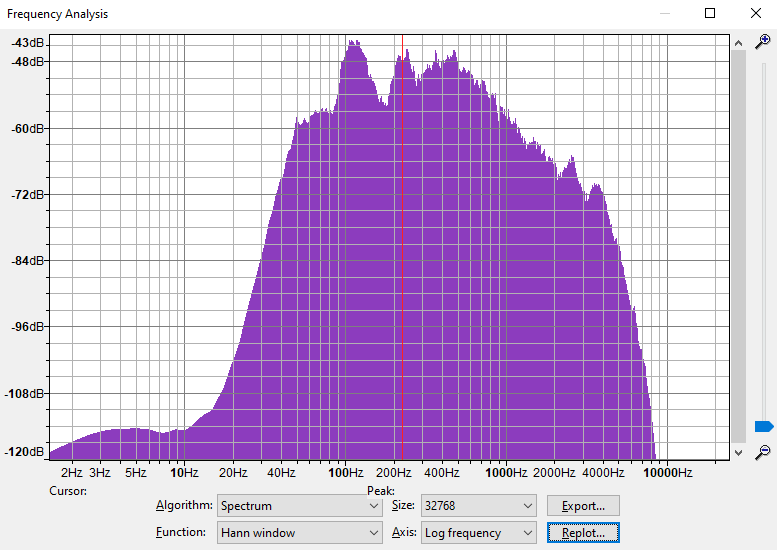 Frequency Analysis
-43dB
-48dB
-60dB
-72dB
-84dB
-96dB
-108dB
-120dB
2Hz 3Hz 5Hz 10Hz 20Hz 40Hz 100Hz 200Hz 400Hz 1000Hz 2000Hz 4000Hz 10000Hz
Cursor: Peak:
Algorithm: Spectrum Size: 32768 Export...
Function: Hann window Axis: Log frequency Replot...